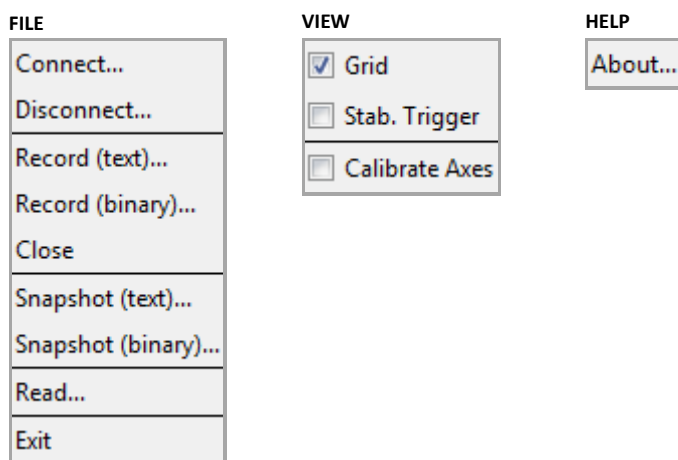 FILE
Connect...
Disconnect...
Record (text)...
Record (binary)...
Close
Snapshot (text)...
Snapshot (binary)...
Read...
Exit
VIEW
Grid
Stab. Trigger
Calibrate Axes
HELP
About...